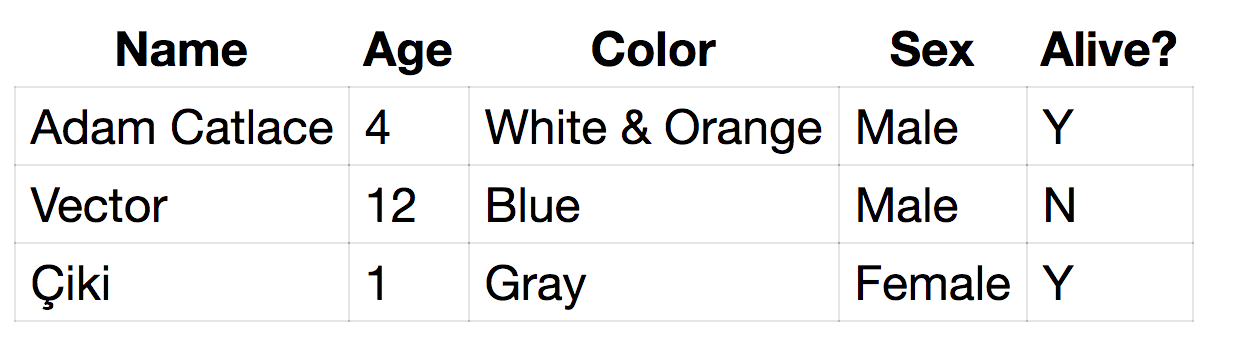 Name Age Color Sex Alive?
Adam Catlace 4 White & Orange Male Y
Vector 12 Blue Male N
Çiki 1 Gray Female Y